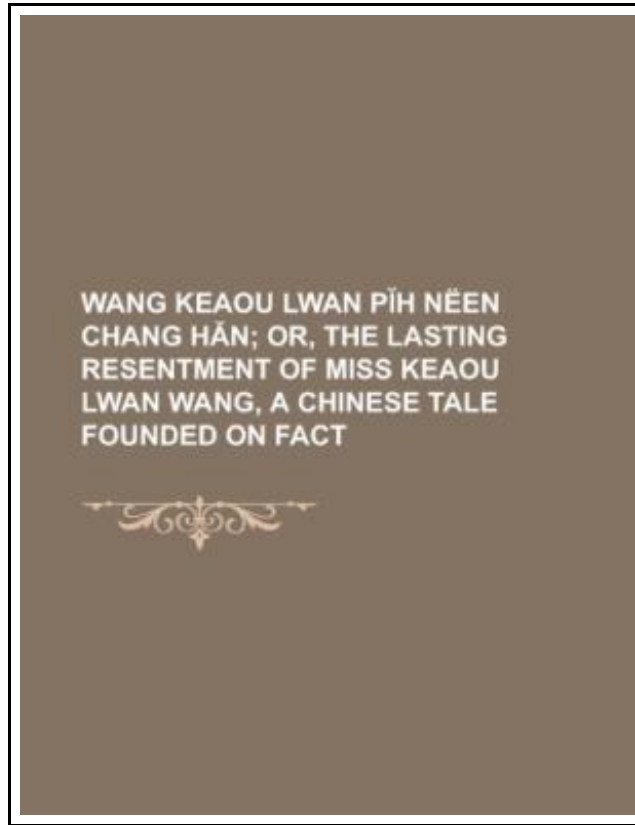 WANG KEAOU LWAN PĬH NËEN
CHANG HĂN; OR, THE LASTING
RESENTMENT OF MISS KEAOU
LWAN WANG, A CHINESE TALE
FOUNDED ON FACT